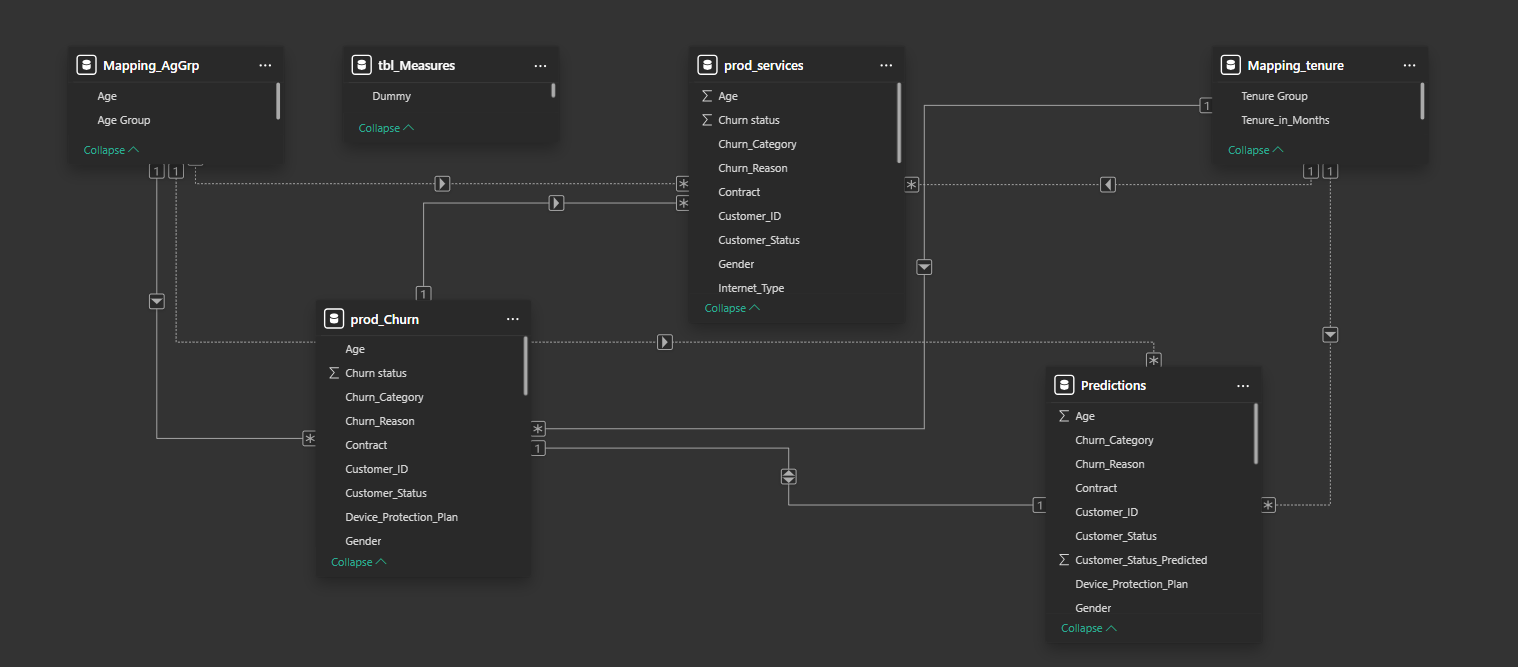 Mapping_AgGrp
Age
Age Group
Collapse
tbl_Measures
Dummy
Collapse
prod_services
Age
Churn status
Churn_Category
Churn_Reason
Contract
Customer_ID
Customer_Status
Gender
Internet_Type
Collapse
Mapping_tenure
Tenure Group
Tenure_in_Months
Collapse
1
1
*
*
1
*
1
1
1
prod_Churn
Age
Churn status
Churn_Category
Churn_Reason
Contract
Customer_ID
Customer_Status
Device_Protection_Plan
Gender
Collapse
*
*
1
*
Predictions
Age
Churn_Category
Churn_Reason
Contract
Customer_ID
Customer_Status
Customer_Status_Predicted
Device_Protection_Plan
Gender
Collapse
1
*